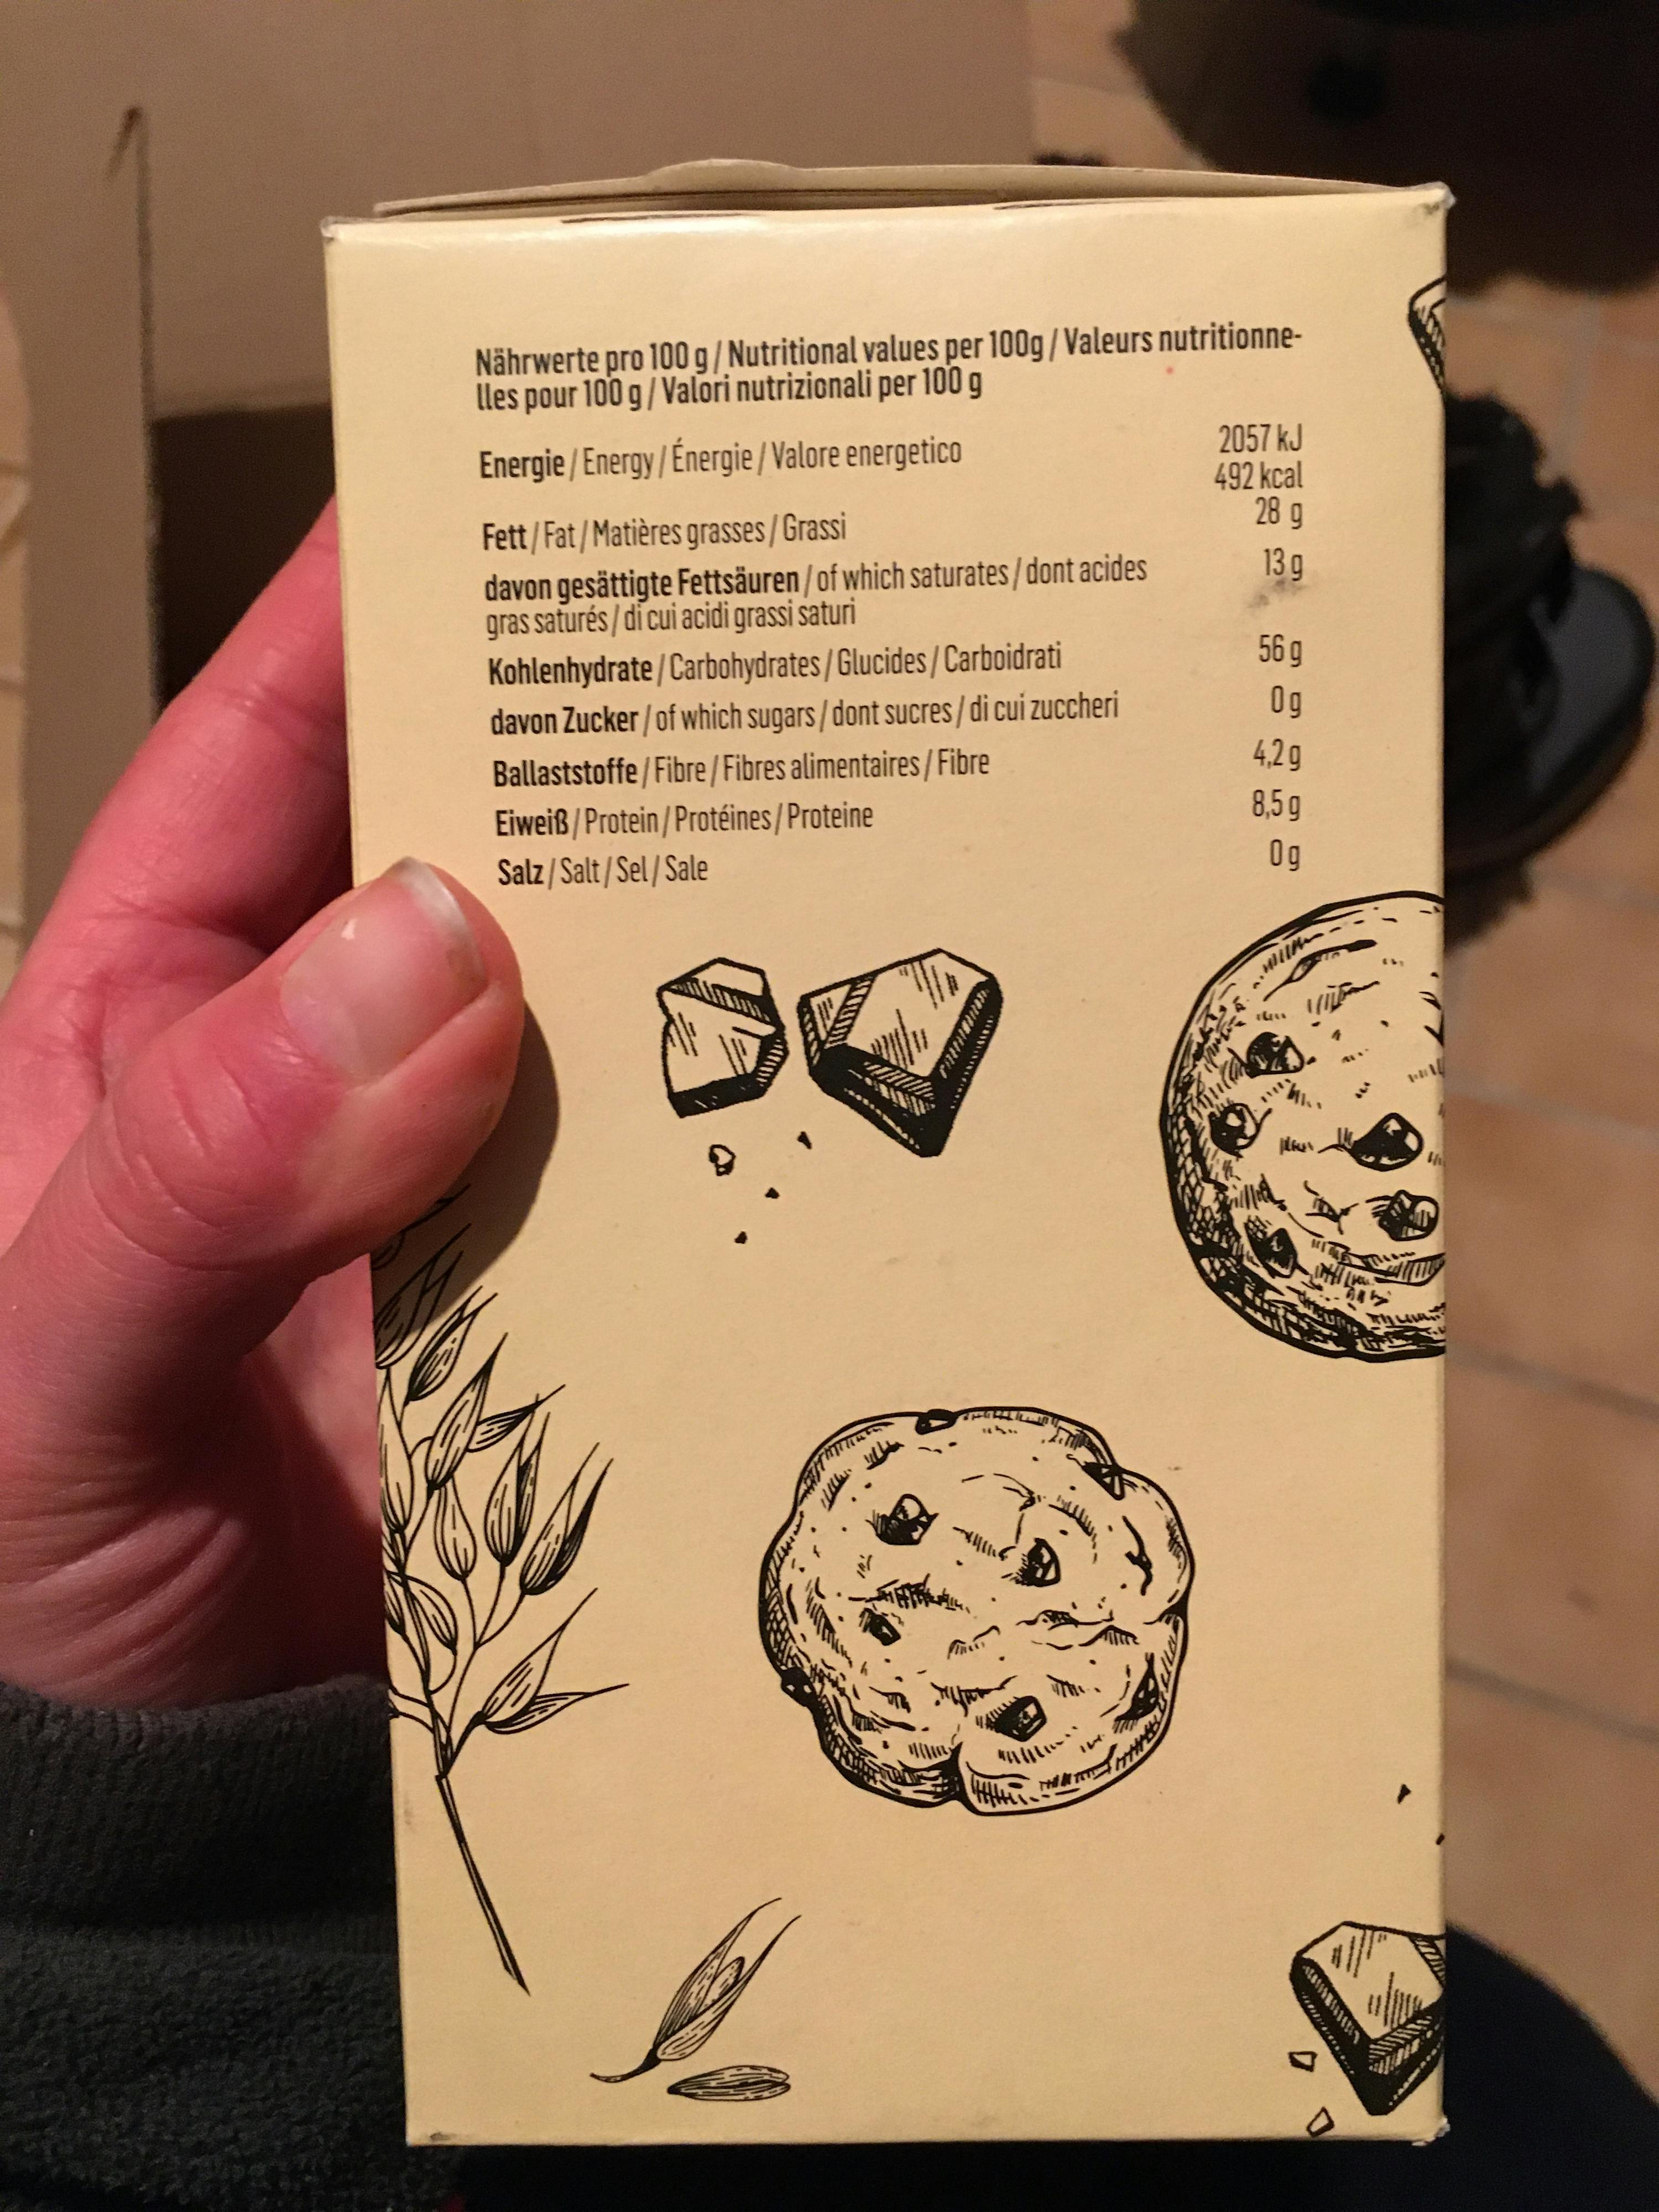 Nährwerte pro 100 g / Nutritional values per 100g / Valeurs nutritionne-
lles pour 100 g / Valori nutrizionali per 100 g
Energie / Energy / Énergie / Valore energetico 2057 kJ
492 kcal
Fett / Fat / Matières grasses / Grassi 28 g
davon gesättigte Fettsäuren / of which saturates / dont acides 13 g
gras saturés / di cui acidi grassi saturi
Kohlenhydrate / Carbohydrates / Glucides / Carboidrati 56 g
davon Zucker / of which sugars / dont sucres / di cui zuccheri 0 g
Ballaststoffe / Fibre / Fibres alimentaires / Fibre 4,2 g
Eiweiß / Protein / Protéines / Proteine 8,5 g
Salz / Salt / Sel / Sale 0 g